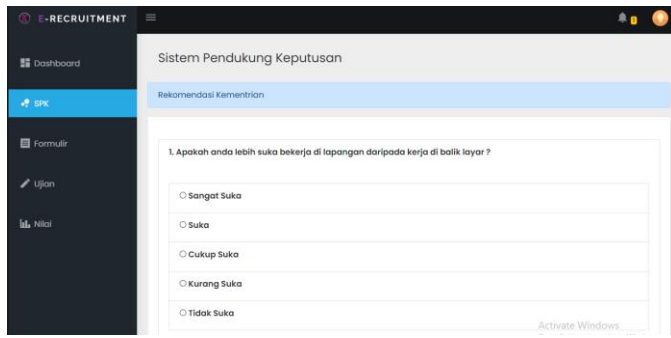 E-RECRUITMENT
0
Dashboard
SPK
Formulir
Ujian
Nilai
Sistem Pendukung Keputusan
Rekomendasi Kementrian
1. Apakah anda lebih suka bekerja di lapangan daripada kerja di balik layar ?
Sangat Suka
Suka
Cukup Suka
Kurang Suka
Tidak Suka
Activate Windows